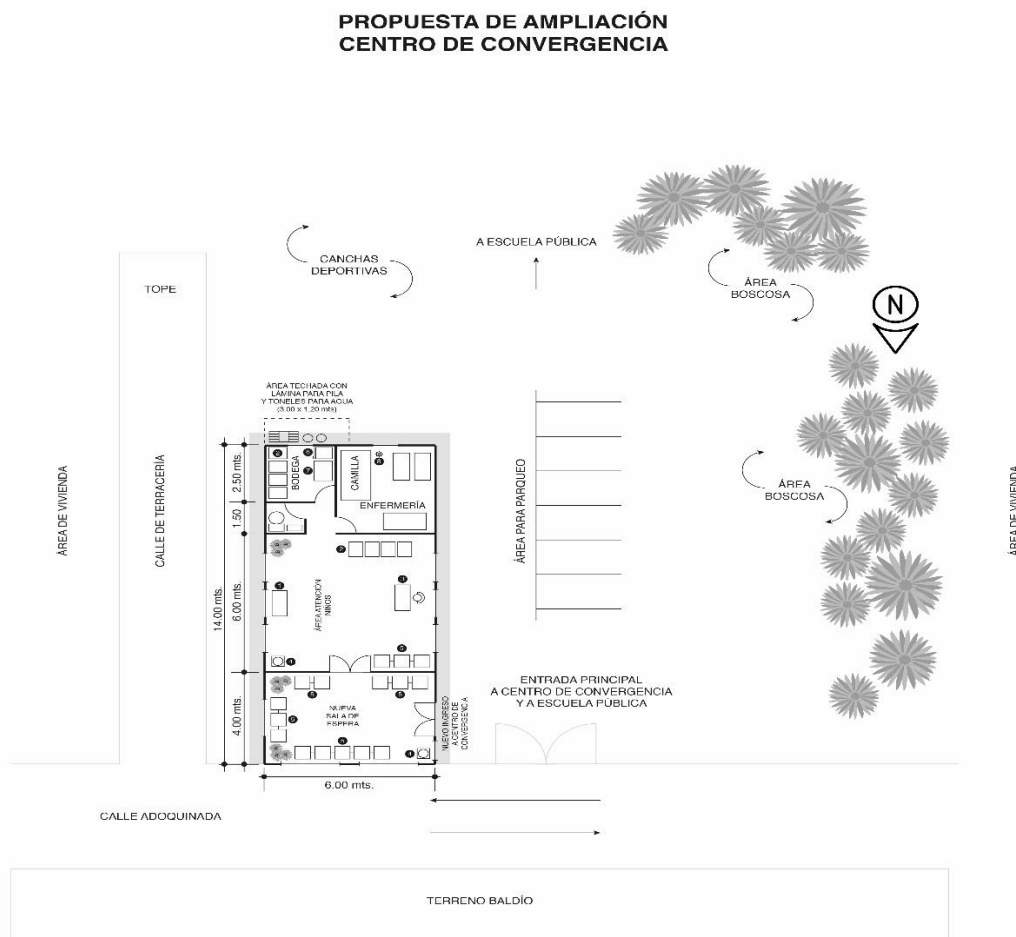 PROPUESTA DE AMPLIACIÓN
CENTRO DE CONVERGENCIA
A ESCUELA PÚBLICA
CANCHAS
DEPORTIVAS
TOPE
ÁREA
BOSCOSA
N
ÁREA TECHADA CON
LÁMINA PARA PILA
Y TONELES PARA AGUA
(3.00 x 1.20 mts)
ÁREA DE VIVIENDA
CALLE DE TERRACERÍA
14.00 mts.
2.50 mts.
1.50
6.00 mts.
4.00 mts.
BODEGA
CAMILLA
ENFERMERÍA
ÁREA ATENCIÓN
NIÑOS
NUEVA
SALA DE
ESPERA
NUEVO INGRESO
A CENTRO DE
CONVERGENCIA
6.00 mts.
ÁREA PARA PARQUEO
ÁREA
BOSCOSA
ÁREA DE VIVIENDA
ENTRADA PRINCIPAL
A CENTRO DE CONVERGENCIA
Y A ESCUELA PÚBLICA
CALLE ADOQUINADA
TERRENO BALDÍO